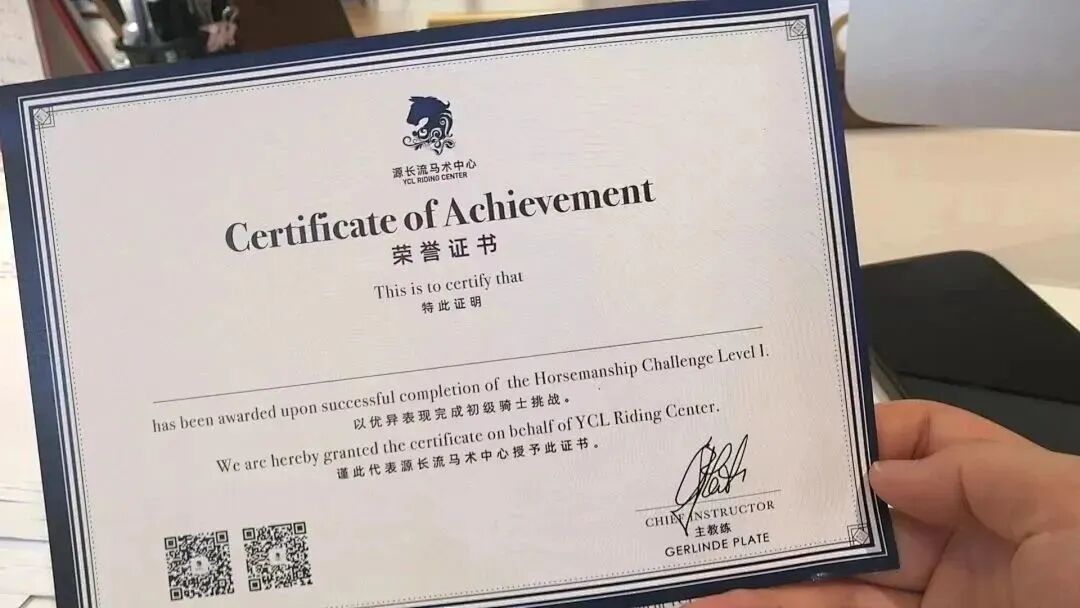 源长流马术中心
YCL RIDING CENTER
Certificate of Achievement
荣誉证书
This is to certify that
特此证明
has been awarded upon successful completion of the Horsemanship Challenge Level I.
以优异表现完成初级骑士挑战。
We are hereby granted the certificate on behalf of YCL Riding Center.
谨此代表源长流马术中心授予此证书。
CHIEF INSTRUCTOR
主教练
GERLINDE PLATE